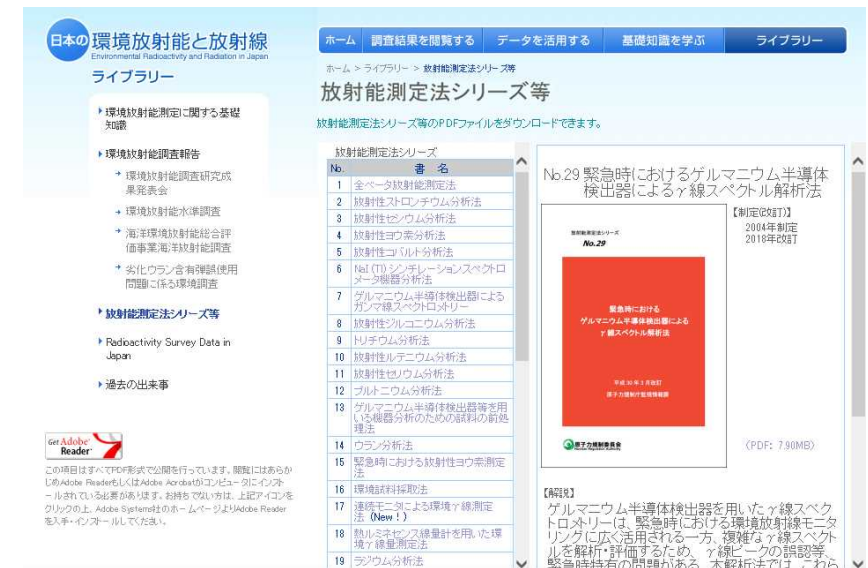 日本の環境放射能と放射線
Environmental Radioactivity and Radiation in Japan
ライブラリー
ホーム
調査結果を閲覧する
データを活用する
基礎知識を学ぶ
ライブラリー
ホーム > ライブラリー > 放射能測定法シリーズ等
放射能測定法シリーズ等
放射能測定法シリーズ等のPDFファイルをダウンロードできます。
環境放射能測定に関する基礎
知識
環境放射能調査報告
環境放射能調査研究成
果発表会
環境放射能水準調査
海洋環境放射能総合評
価事業海洋放射能調査
劣化ウラン含有弾誤使用
問題に係る環境調査
放射能測定法シリーズ等
Radioactivity Survey Data in
Japan
過去の出来事
Get Adobe
Reader
この項目はすべてPDF形式で公開を行っています。閲覧にはあらか
じめAdobe ReaderもしくはAdobe Acrobatがコンピュータにインスト
ールされている必要があります。お持ちでない方は、上記アイコンを
クリックの上、Adobe Systems社のホームページよりAdobe Reader
を入手・インストールしてください。
放射能測定法シリーズ
No. 書 名
1 全ベータ放射能測定法
2 放射性ストロンチウム分析法
3 放射性セシウム分析法
4 放射性ヨウ素分析法
5 放射性コバルト分析法
6 NaI(Tl)シンチレーションスペクトロ
メータ機器分析法
7 ゲルマニウム半導体検出器による
ガンマ線スペクトロメトリー
8 放射性ジルコニウム分析法
9 トリチウム分析法
10 放射性ルテニウム分析法
11 放射性セリウム分析法
12 プルトニウム分析法
13 ゲルマニウム半導体検出器等を用
いる機器分析のための試料の前処
理法
14 ウラン分析法
15 緊急時における放射性ヨウ素測定
法
16 環境試料採取法
17 連続モニタによる環境γ線測定
法 (New!)
18 熱ルミネセンス線量計を用いた環
境γ線量測定法
19 ラジウム分析法
No.29 緊急時におけるゲルマニウム半導体
検出器によるγ線スペクトル解析法
放射能測定法シリーズ
No.29
緊急時における
ゲルマニウム半導体検出器による
γ線スペクトル解析法
平成30年3月改訂
原子力規制庁監視情報課
原子力規制委員会
Nuclear Regulation Authority
【制定(改訂)】
2004年制定
2018年改訂
(PDF: 7.90MB)
【解説】
ゲルマニウム半導体検出器を用いたγ線スペク
トロメトリーは、緊急時における環境放射線モニタ
リングに広く活用される一方、複雑なγ線スペクト
ルを解析・評価するため、γ線ピークの誤認等、
緊急時特有の問題がある。本解析法では、これら